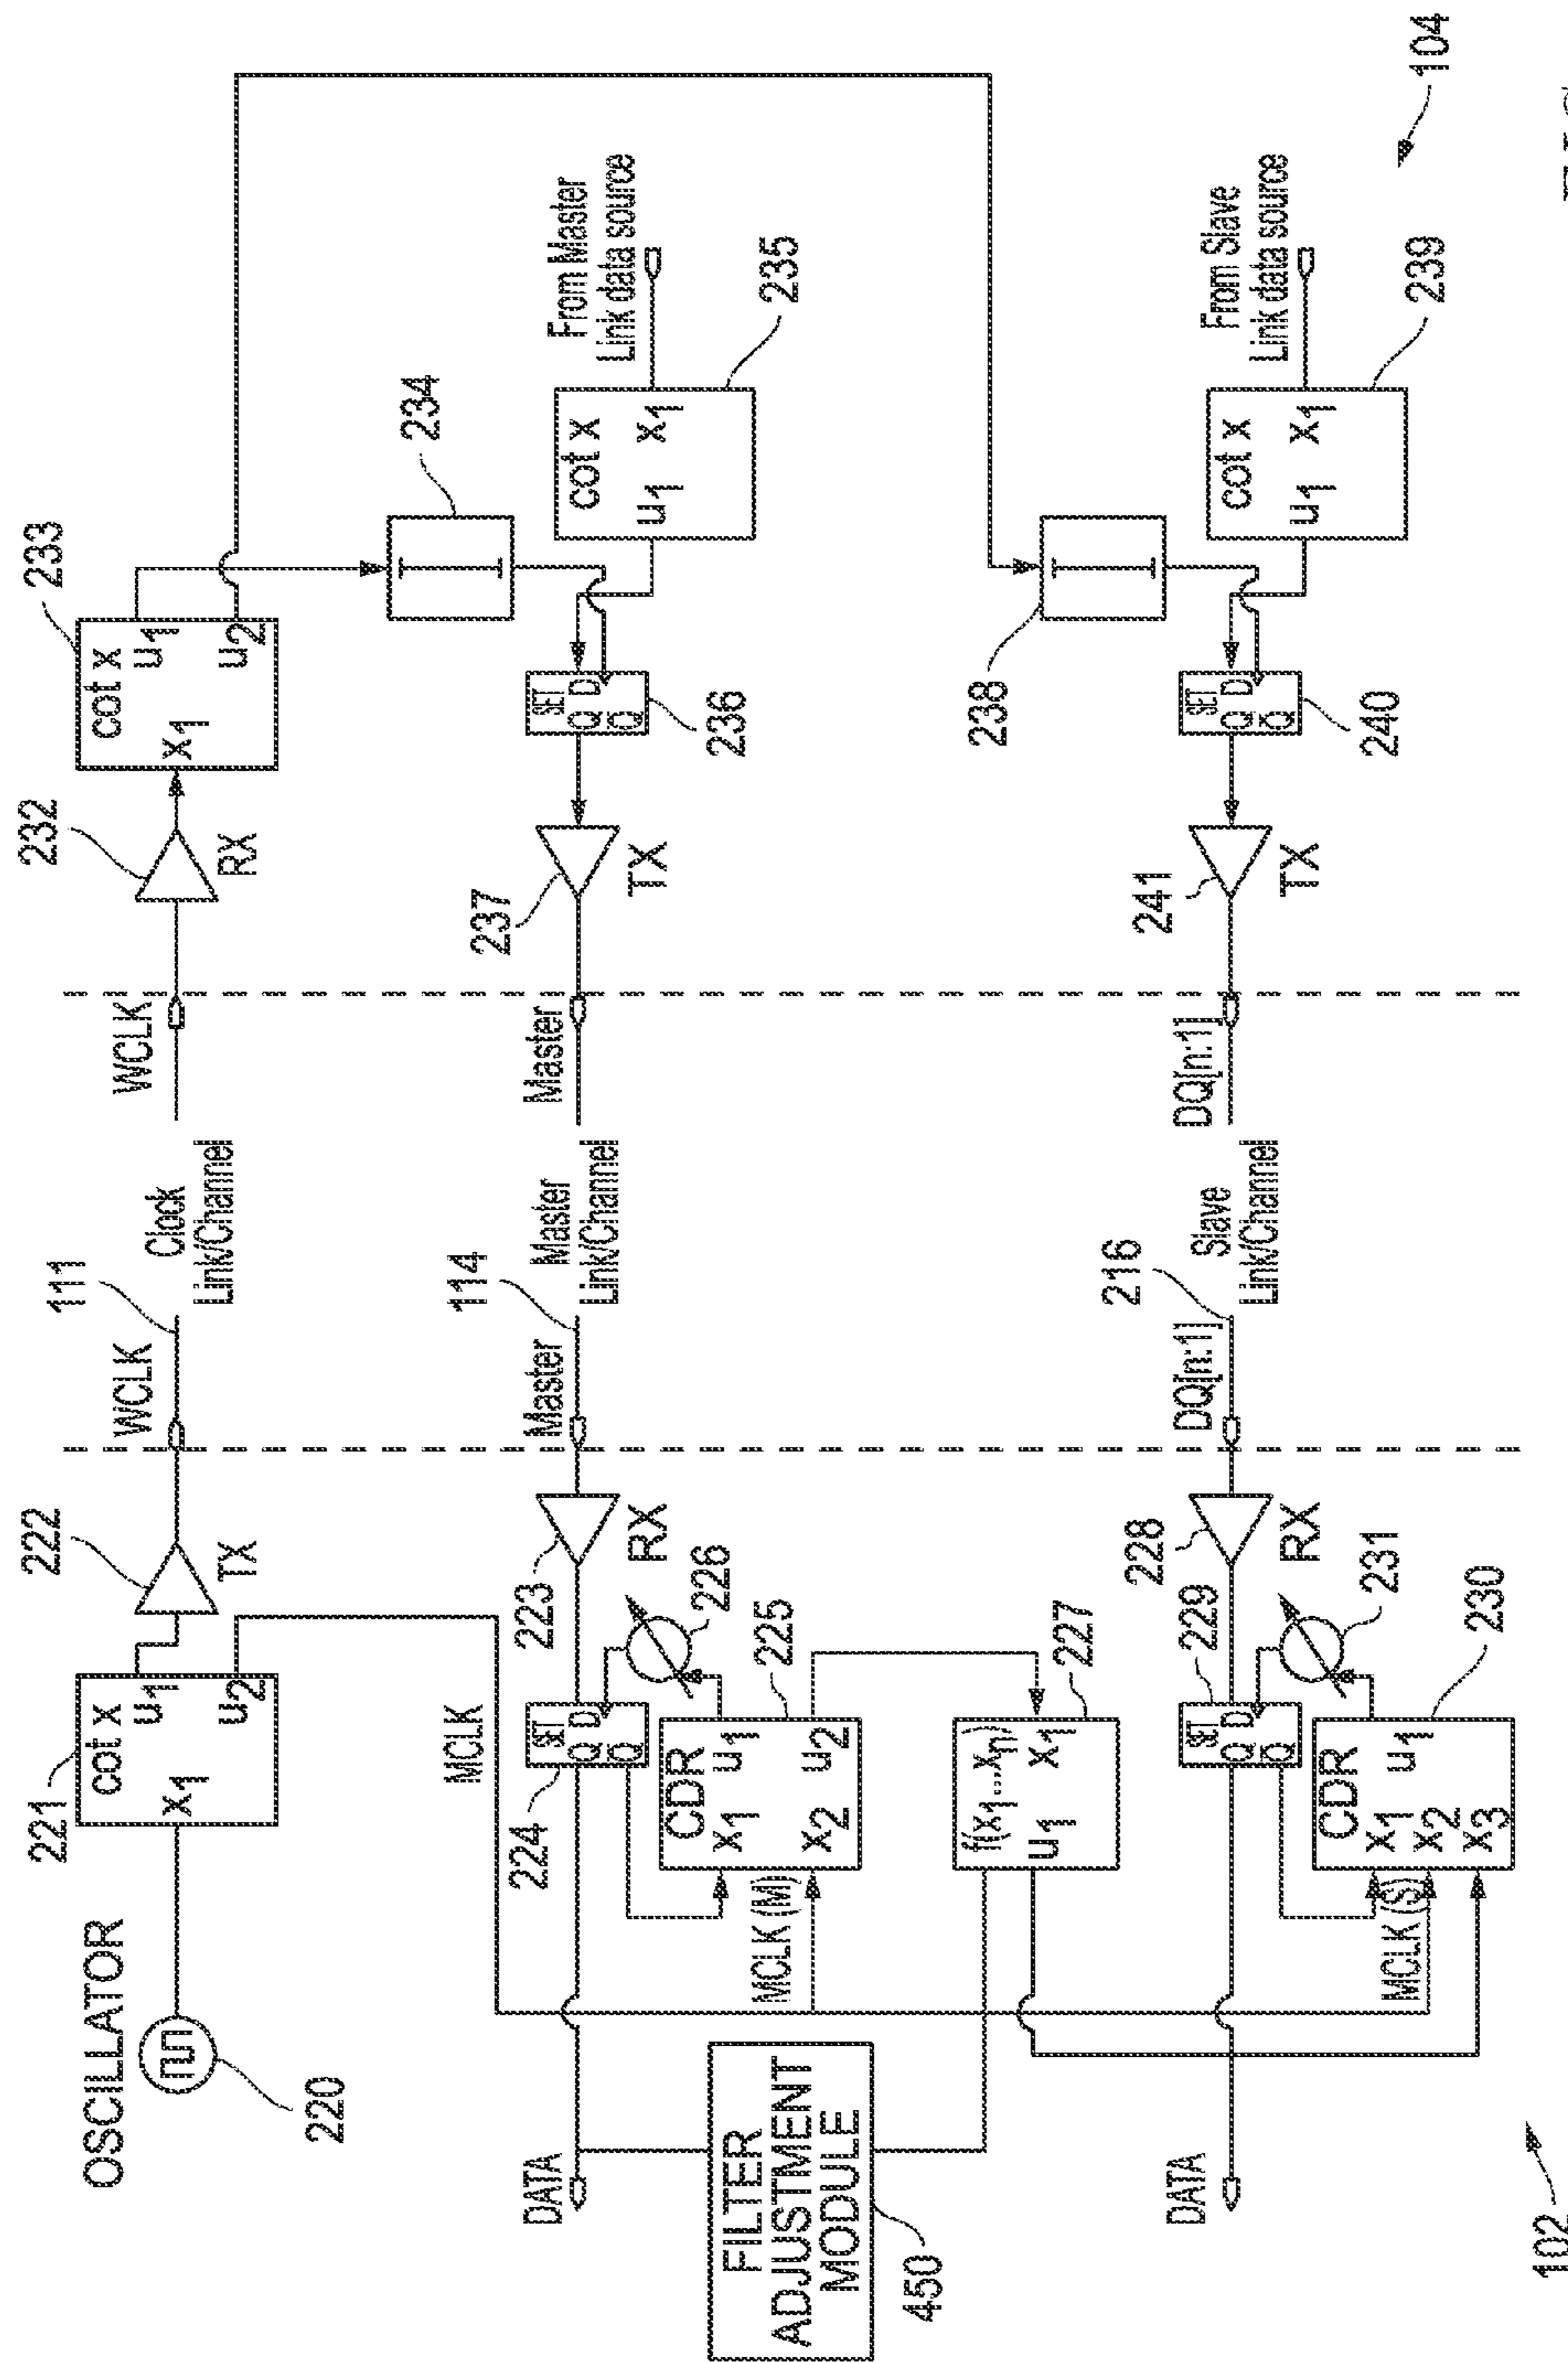 OSCILLATOR
220
221
cot x
x1
u1
u2
222
TX
WCLK
111
Clock
Link/Channel
WCLK
232
RX
233
cot x
x1
u1
u2
MCLK
DATA
224
SET
Q D
Q
223
RX
226
CDR
x1 u1
x2 u2
225
MCLK (M)
Master
114
Master
Link/Channel
Master
237
TX
236
SET
Q D
Q
234
cot x
u1 x1
235
From Master
Link data source
FILTER
ADJUSTMENT
MODULE
450
f(x1...xn)
u1 x1
227
DATA
229
SET
Q D
Q
228
RX
231
CDR
x1 u1
x2
x3
230
MCLK (S)
DQ[n:1]
216
Slave
Link/Channel
DQ[n:1]
241
TX
240
SET
Q D
Q
238
cot x
u1 x1
239
From Slave
Link data source
102
104